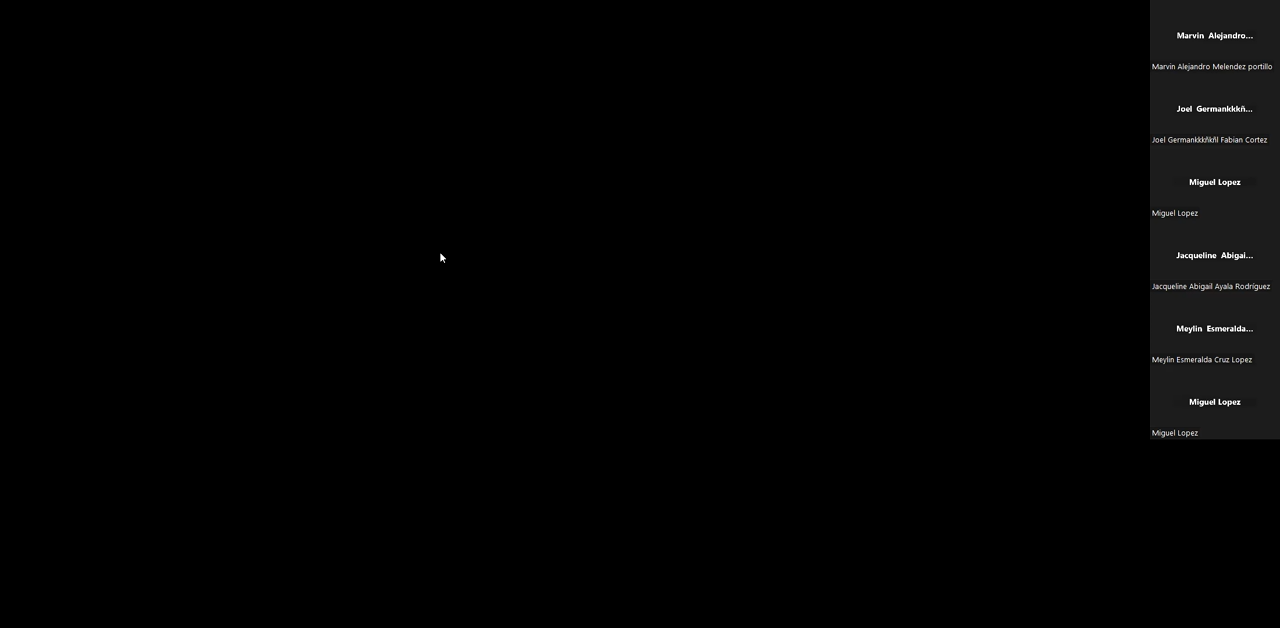 Marvin Alejandro...
Marvin Alejandro Melendez portillo
Joel Germankkkñ...
Joel Germankkkñkñl Fabian Cortez
Miguel Lopez
Miguel Lopez
Jacqueline Abigai...
Jacqueline Abigail Ayala Rodríguez
Meylin Esmeralda...
Meylin Esmeralda Cruz Lopez
Miguel Lopez
Miguel Lopez